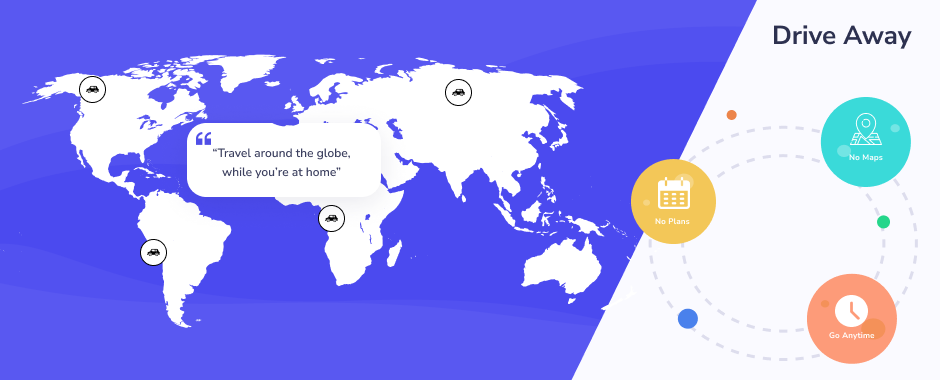 Drive Away
“Travel around the globe,
while you’re at home”
No Maps
No Plans
Go Anytime